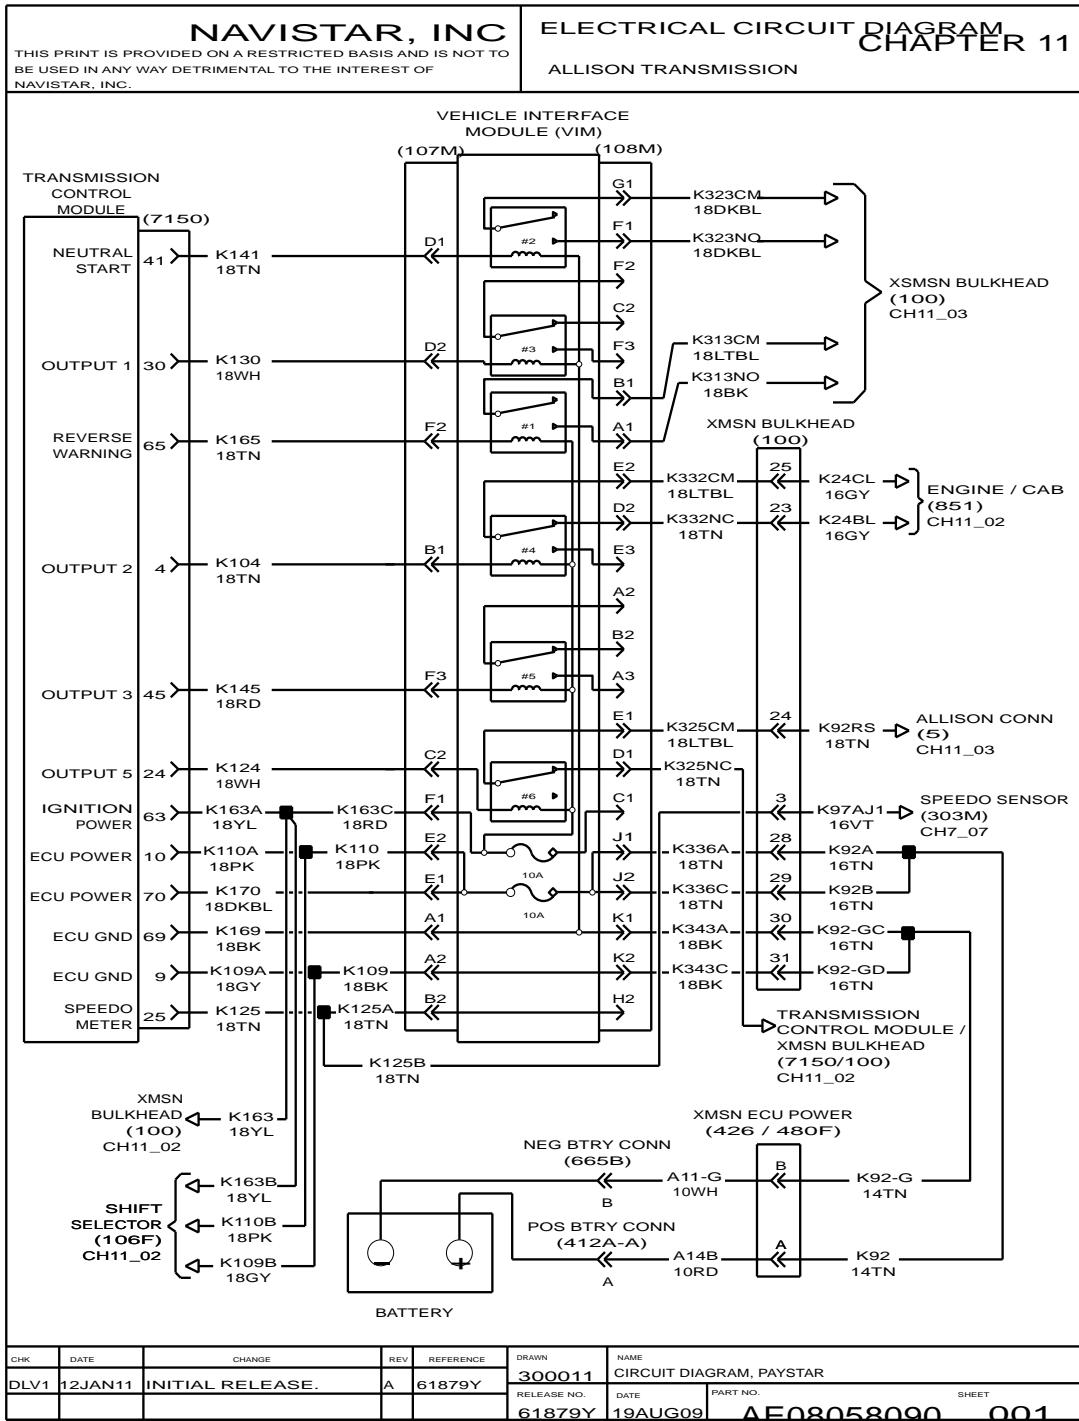 NAVISTAR, INC
THIS PRINT IS PROVIDED ON A RESTRICTED BASIS AND IS NOT TO
BE USED IN ANY WAY DETRIMENTAL TO THE INTEREST OF
NAVISTAR, INC.
ELECTRICAL CIRCUIT DIAGRAM
CHAPTER 11
ALLISON TRANSMISSION
VEHICLE INTERFACE
MODULE (VIM)
(107M)
(108M)
TRANSMISSION
CONTROL
MODULE
(7150)
NEUTRAL
START
41
K141
18TN
D1
OUTPUT 1
30
K130
18WH
D2
REVERSE
WARNING
65
K165
18TN
F2
OUTPUT 2
4
K104
18TN
B1
OUTPUT 3
45
K145
18RD
F3
OUTPUT 5
24
K124
18WH
C2
IGNITION
POWER
63
K163A
18YL
K163C
18RD
F1
ECU POWER
10
K110A
18PK
K110
18PK
E2
ECU POWER
70
K170
18DKBL
E1
ECU GND
69
K169
18BK
A1
ECU GND
9
K109A
18GY
K109
18BK
A2
SPEEDO
METER
25
K125
18TN
K125A
18TN
B2
#2
#3
#1
#4
#5
#6
10A
10A
G1
F1
F2
C2
F3
B1
A1
E2
D2
E3
A2
B2
A3
E1
D1
C1
J1
J2
K1
K2
H2
K323CM
18DKBL
K323NO
18DKBL
K313CM
18LTBL
K313NO
18BK
XSMSN BULKHEAD
(100)
CH11_03
XMSN BULKHEAD
(100)
K332CM
18LTBL
25
K24CL
16GY
K332NC
18TN
23
K24BL
16GY
ENGINE / CAB
(851)
CH11_02
K325CM
18LTBL
24
K92RS
18TN
ALLISON CONN
(5)
CH11_03
K325NC
18TN
3
K97AJ1
16VT
SPEEDO SENSOR
(303M)
CH7_07
K336A
18TN
28
K92A
16TN
K336C
18TN
29
K92B
16TN
K343A
18BK
30
K92-GC
16TN
K343C
18BK
31
K92-GD
16TN
TRANSMISSION
CONTROL MODULE /
XMSN BULKHEAD
(7150/100)
CH11_02
K125B
18TN
XMSN
BULKHEAD
(100)
CH11_02
K163
18YL
SHIFT
SELECTOR
(106F)
CH11_02
K163B
18YL
K110B
18PK
K109B
18GY
XMSN ECU POWER
(426 / 480F)
NEG BTRY CONN
(665B)
B
A11-G
10WH
B
K92-G
14TN
POS BTRY CONN
(412A-A)
A
A14B
10RD
A
K92
14TN
BATTERY
CHK DATE CHANGE REV REFERENCE
DLV1 12JAN11 INITIAL RELEASE. A 61879Y
DRAWN
300011
NAME
CIRCUIT DIAGRAM, PAYSTAR
RELEASE NO.
61879Y
DATE
19AUG09
PART NO.
AE08058090
SHEET
001